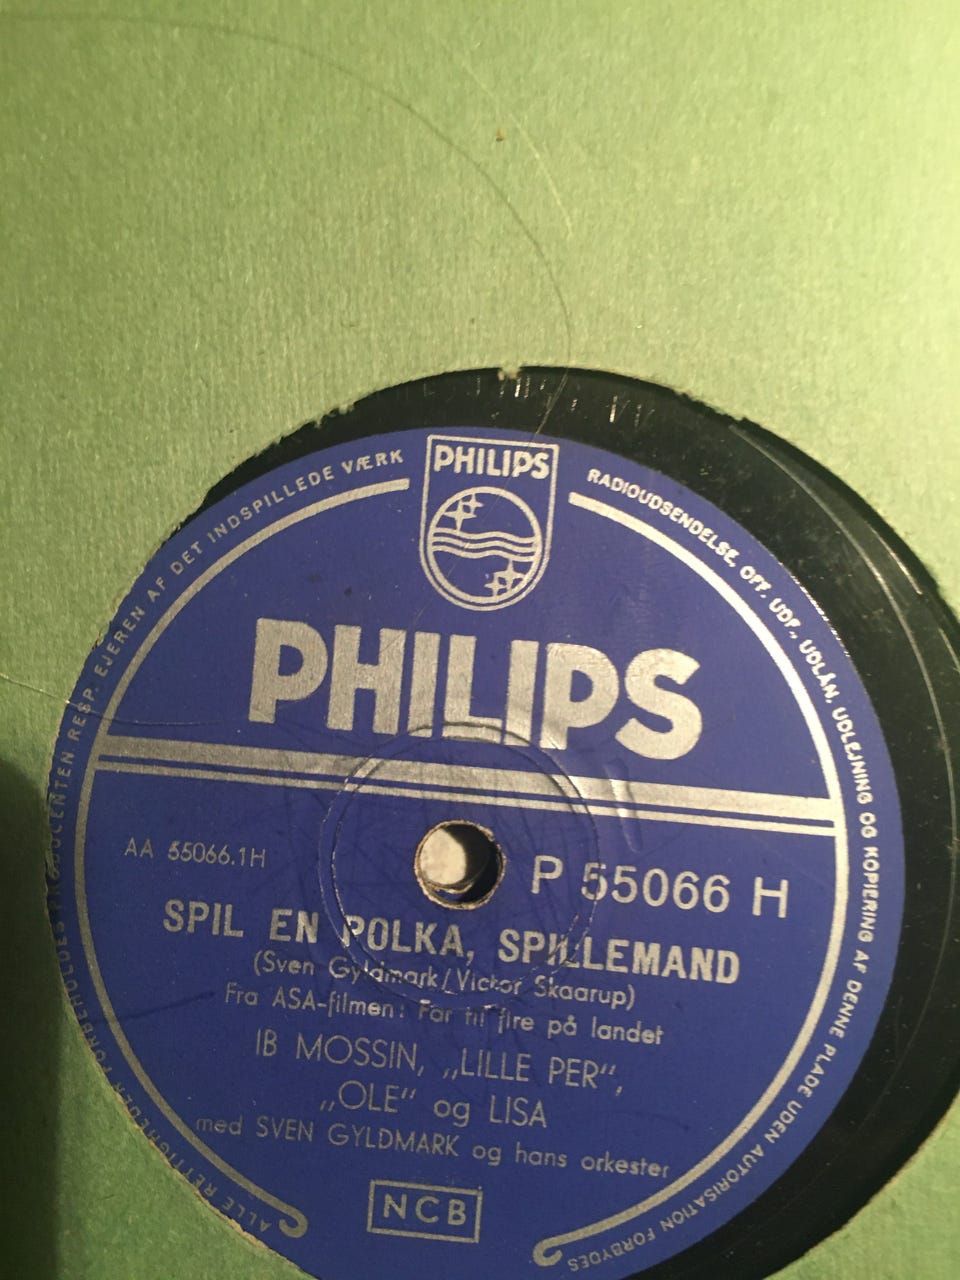 ALLE RETTIGHEDER FORBEHOLDES PRODUCENTEN RESP. EJEREN AF DET INDSPILLEDE VÆRK
PHILIPS
RADIOUDSENDELSE, OFF. UDF., UDLÅN, UDLEJNING OG KOPIERING AF DENNE PLADE UDEN AUTORISATION FORBYDES
PHILIPS
AA 55066.1H
P 55066 H
SPIL EN POLKA, SPILLEMAND
(Sven Gyldmark/Victor Skaarup)
Fra ASA-filmen: Far til fire på landet
IB MOSSIN, „LILLE PER“,
„OLE“ og LISA
med SVEN GYLDMARK og hans orkester
NCB